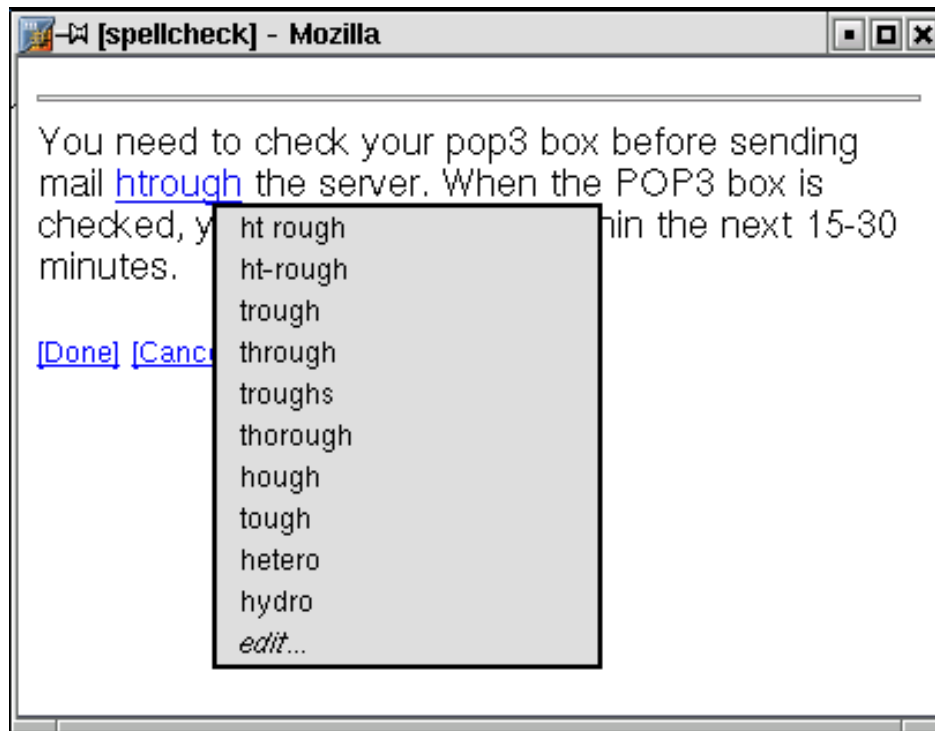 [spellcheck] - Mozilla
You need to check your pop3 box before sending
mail htrough the server. When the POP3 box is
checked, y hin the next 15-30
minutes.
[Done] [Canc
ht rough
ht-rough
trough
through
troughs
thorough
hough
tough
hetero
hydro
edit...